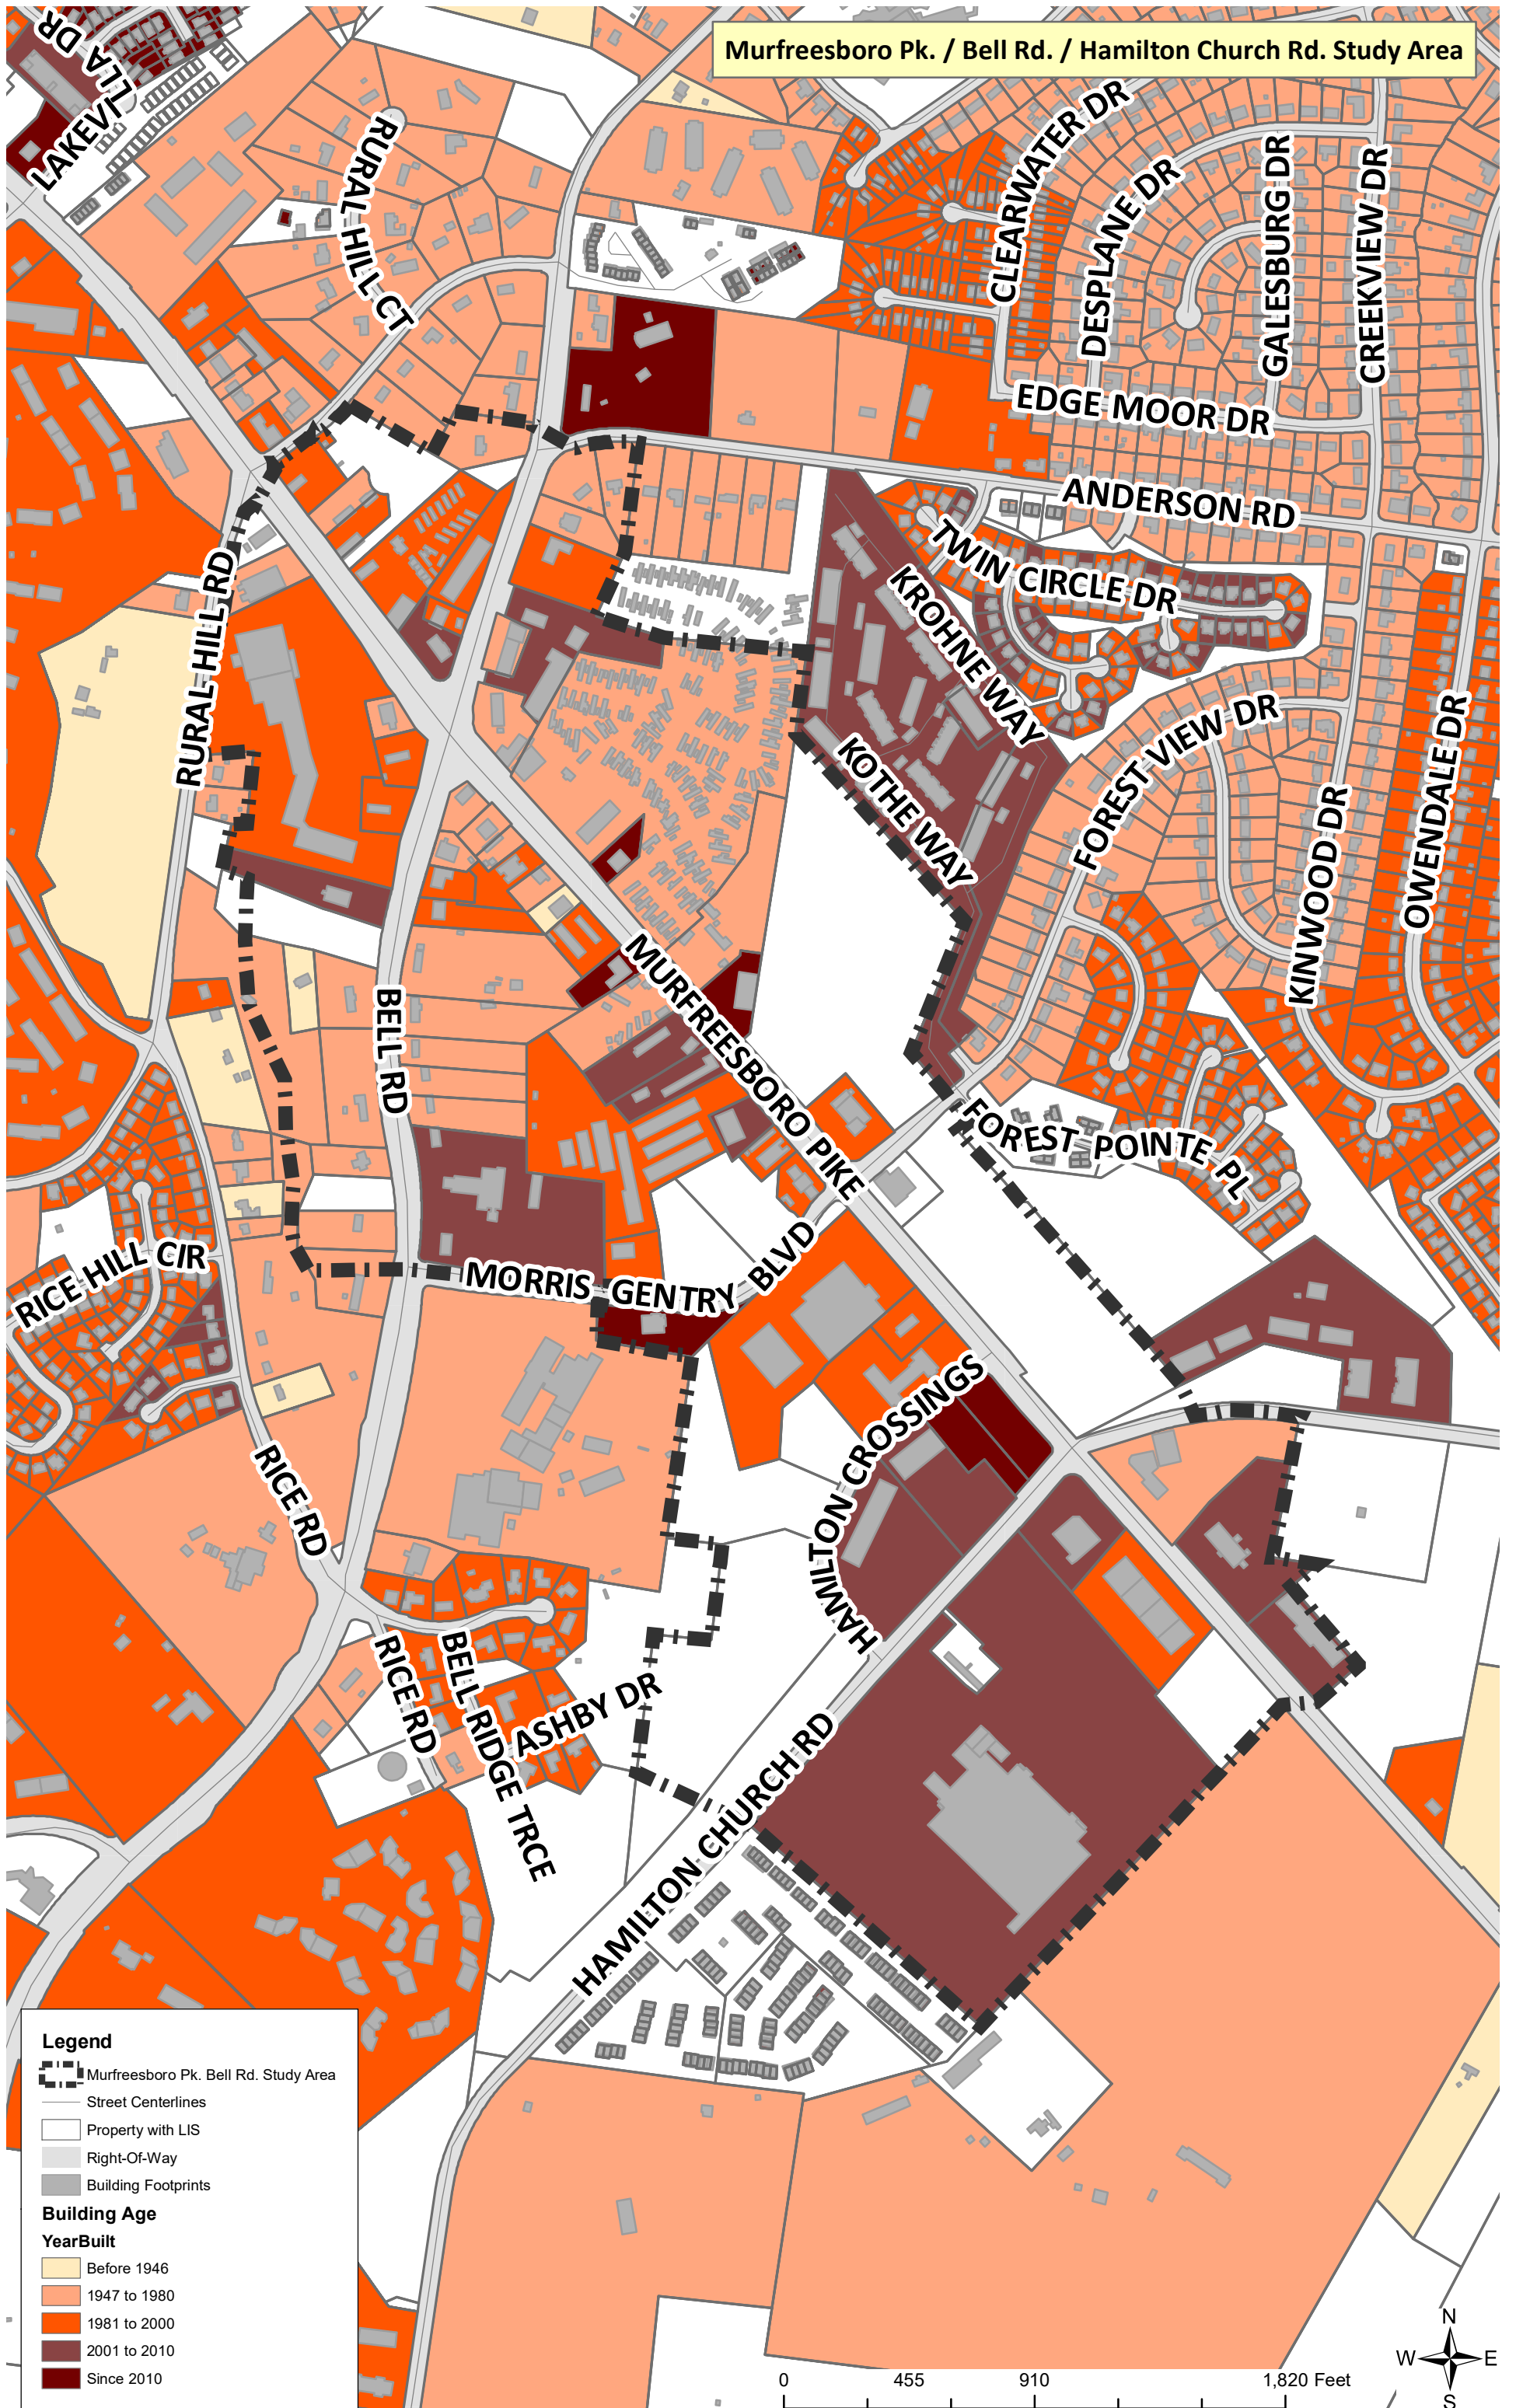 Murfreesboro Pk. / Bell Rd. / Hamilton Church Rd. Study Area
LAKEVILLA DR
RURAL HILL CT
CLEARWATER DR
DESPLANE DR
GALESBURG DR
CREEKVIEW DR
EDGE MOOR DR
ANDERSON RD
TWIN CIRCLE DR
KROHNE WAY
RURAL HILL RD
KOTHE WAY
FOREST VIEW DR
KINWOOD DR
OWENDALE DR
BELL RD
MURFREESBORO PIKE
FOREST POINTE PL
RICE HILL CIR
MORRIS GENTRY BLVD
HAMILTON CROSSINGS
RICE RD
RICE RD
BELL RIDGE TRCE
ASHBY DR
HAMILTON CHURCH RD
Legend
Murfreesboro Pk. Bell Rd. Study Area
Street Centerlines
Property with LIS
Right-Of-Way
Building Footprints
Building Age
YearBuilt
Before 1946
1947 to 1980
1981 to 2000
2001 to 2010
Since 2010
0 455 910 1,820 Feet
N
W E
S